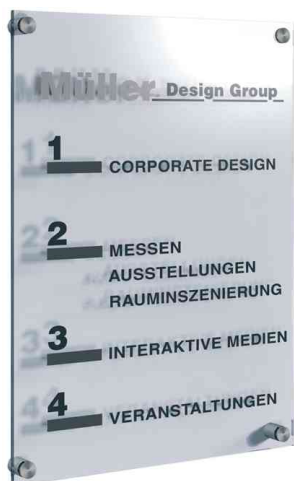 Müller Design Group
1
CORPORATE DESIGN
2
MESSEN
AUSSTELLUNGEN
RAUMINSZENIERUNG
3
INTERAKTIVE MEDIEN
4
VERANSTALTUNGEN